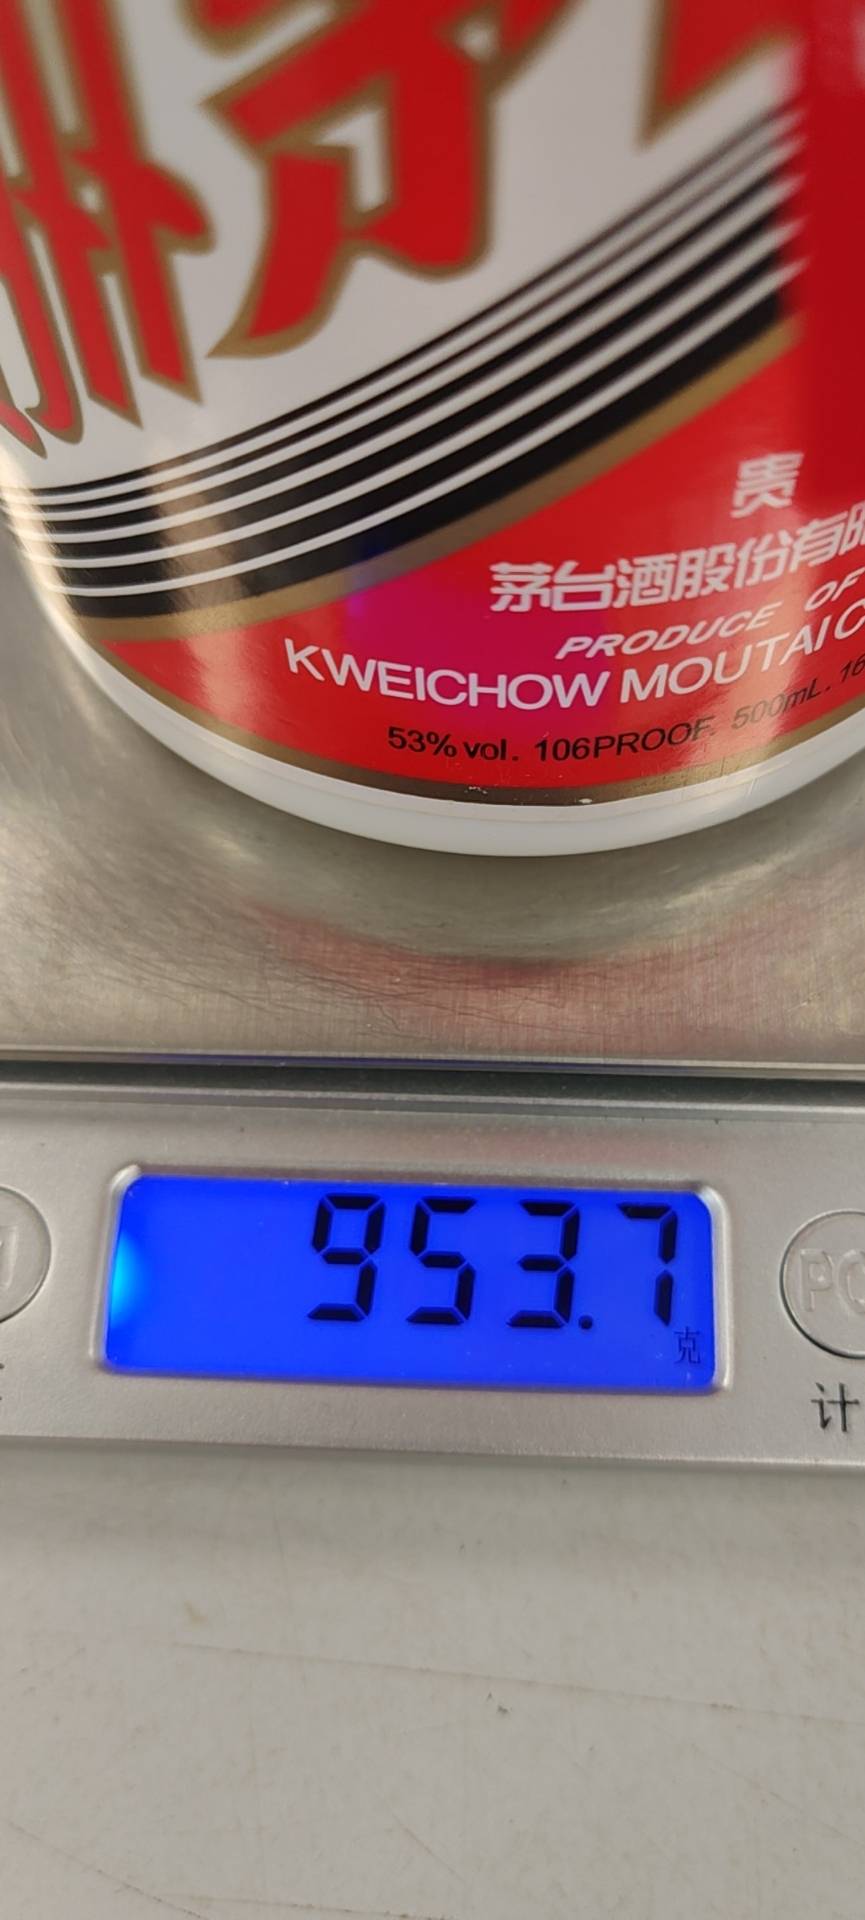 贵
茅台酒股份有
PRODUCE OF
KWEICHOW MOUTAI
53% vol. 106PROOF. 500mL. 16
953.7
克
计